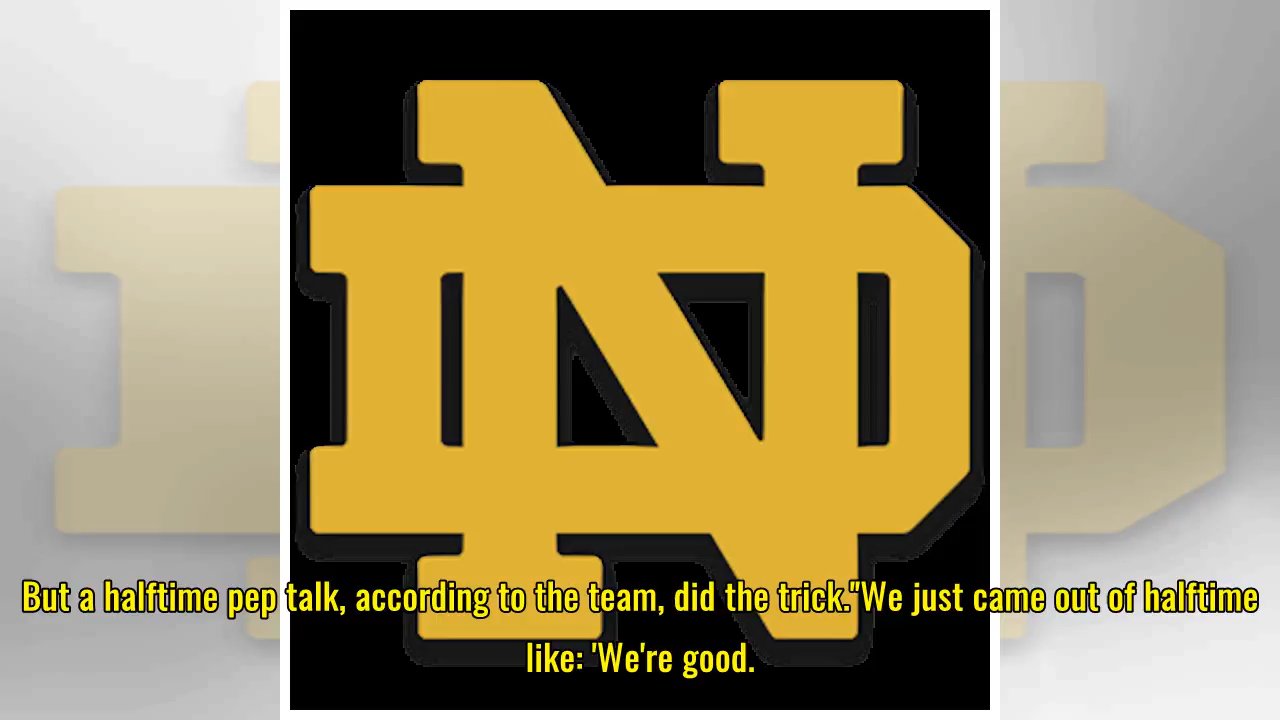 ND
But a halftime pep talk, according to the team, did the trick."We just came out of halftime
like: 'We're good.